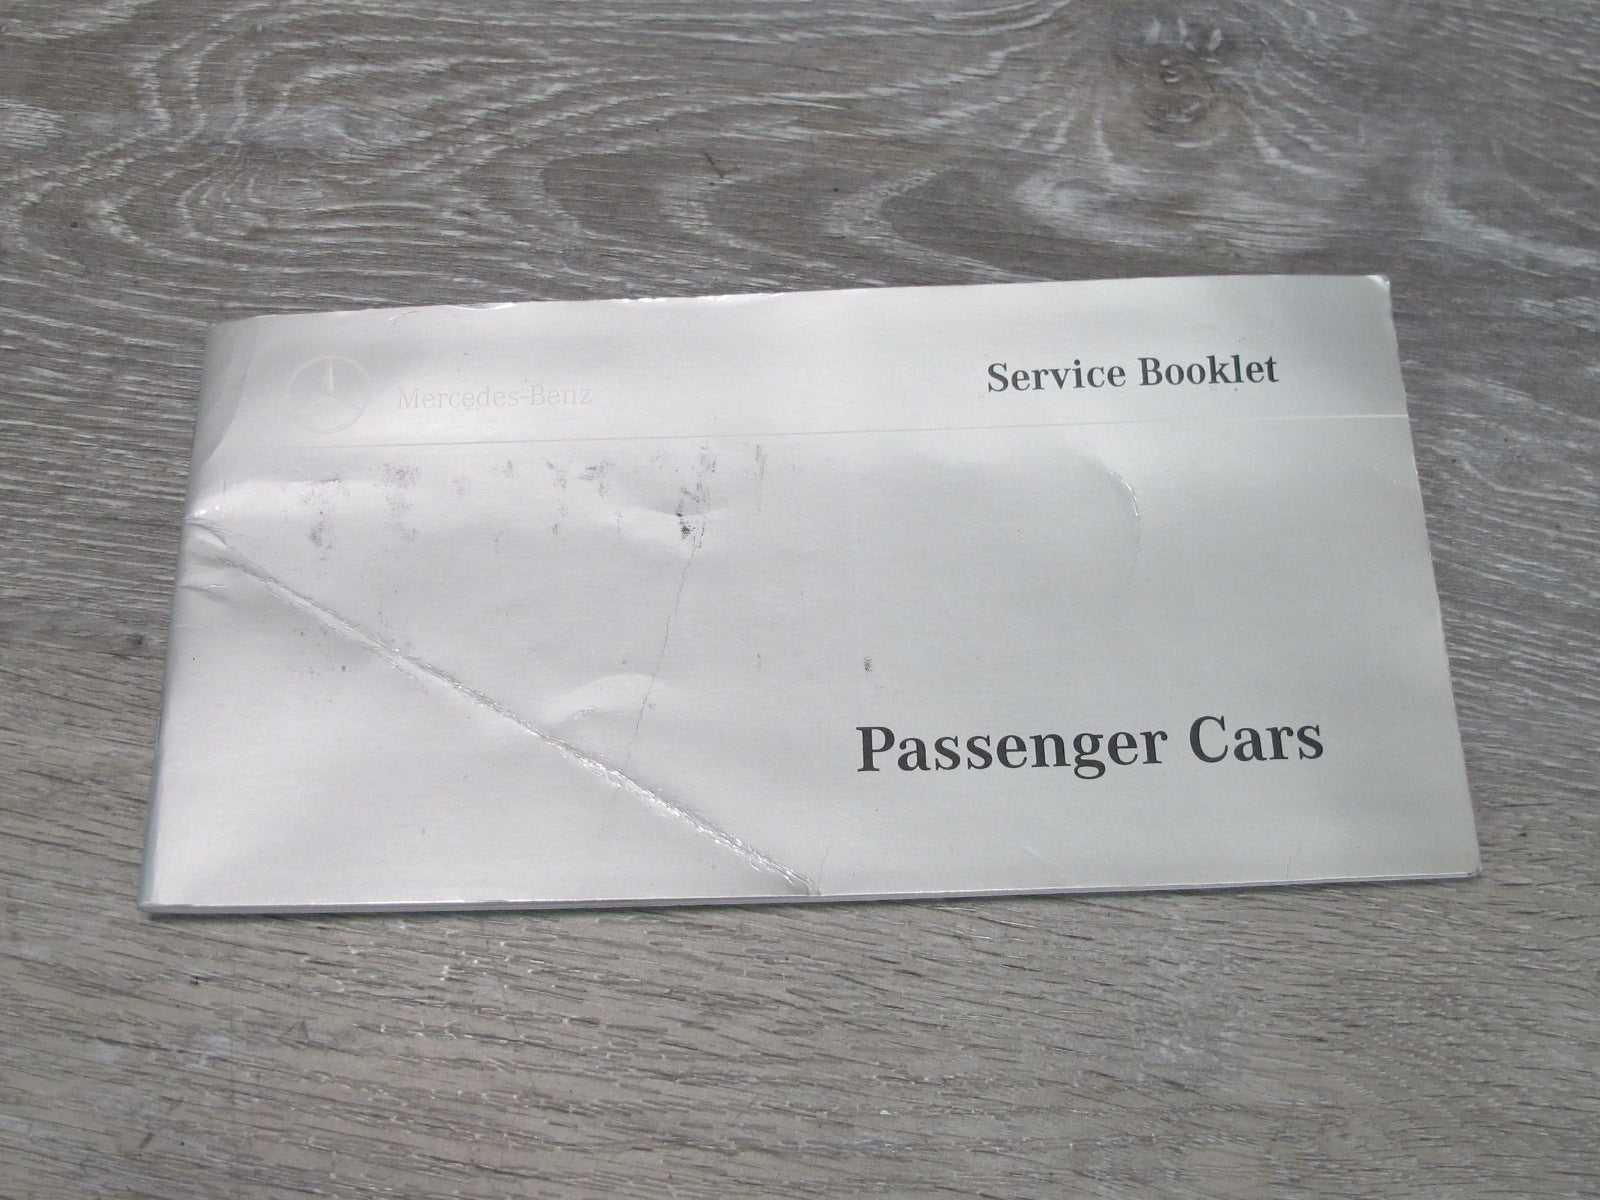 Mercedes-Benz
Service Booklet
Passenger Cars